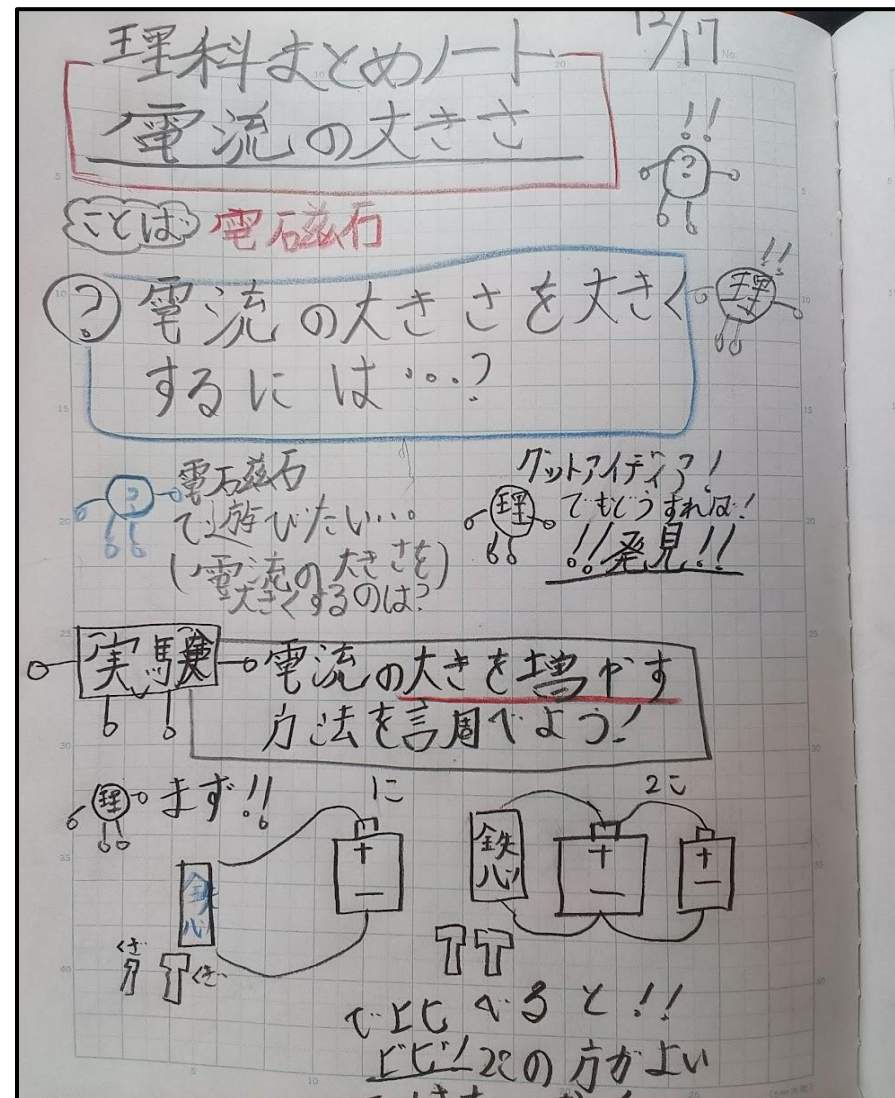 理科まとめノート
12/17
電流の大きさ
ことば 電磁石
? 電流の大きさを大きく
するには…?
!!
?
!!
理
? 電磁石
で遊びたい…。
(電流の大きさを)
大きくするのは?
グットアイディア!
理 でもどうすれば!
!!発見!!
実験 電流の大きを増やす
方法を調べよう!
理 まず!!
1こ
2こ
鉄心
+
−
鉄心
+
−
+
−
くぎ
くぎ
で比べると!!
2この方がよい